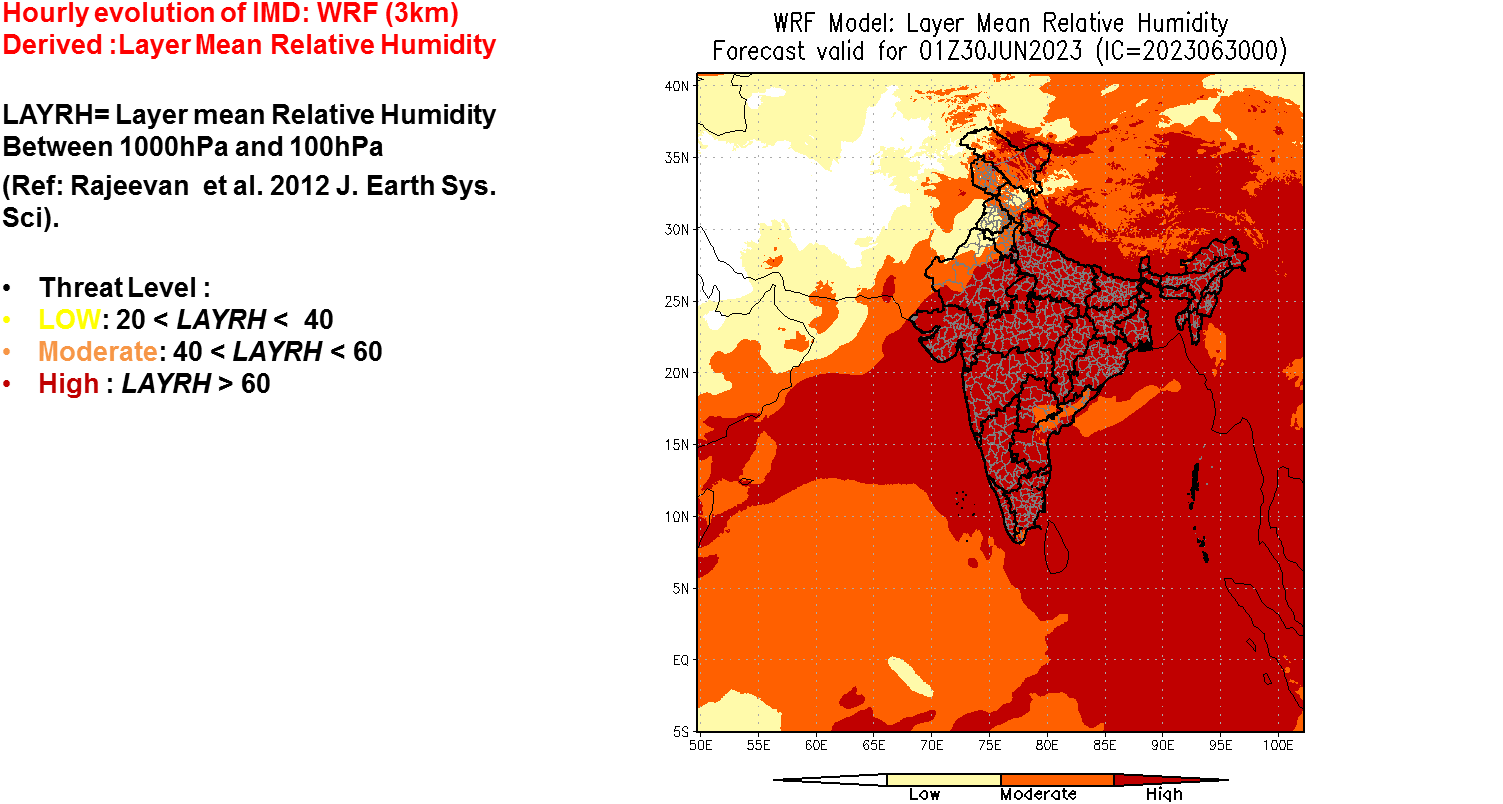 Hourly evolution of IMD: WRF (3km)
Derived :Layer Mean Relative Humidity
LAYRH= Layer mean Relative Humidity
Between 1000hPa and 100hPa
(Ref: Rajeevan et al. 2012 J. Earth Sys.
Sci).
• Threat Level :
• LOW: 20 < LAYRH < 40
• Moderate: 40 < LAYRH < 60
• High : LAYRH > 60
WRF Model: Layer Mean Relative Humidity
Forecast valid for 01Z30JUN2023 (IC=2023063000)
40N
35N
30N
25N
20N
15N
10N
5N
EQ
5S
50E 55E 60E 65E 70E 75E 80E 85E 90E 95E 100E
Low Moderate High